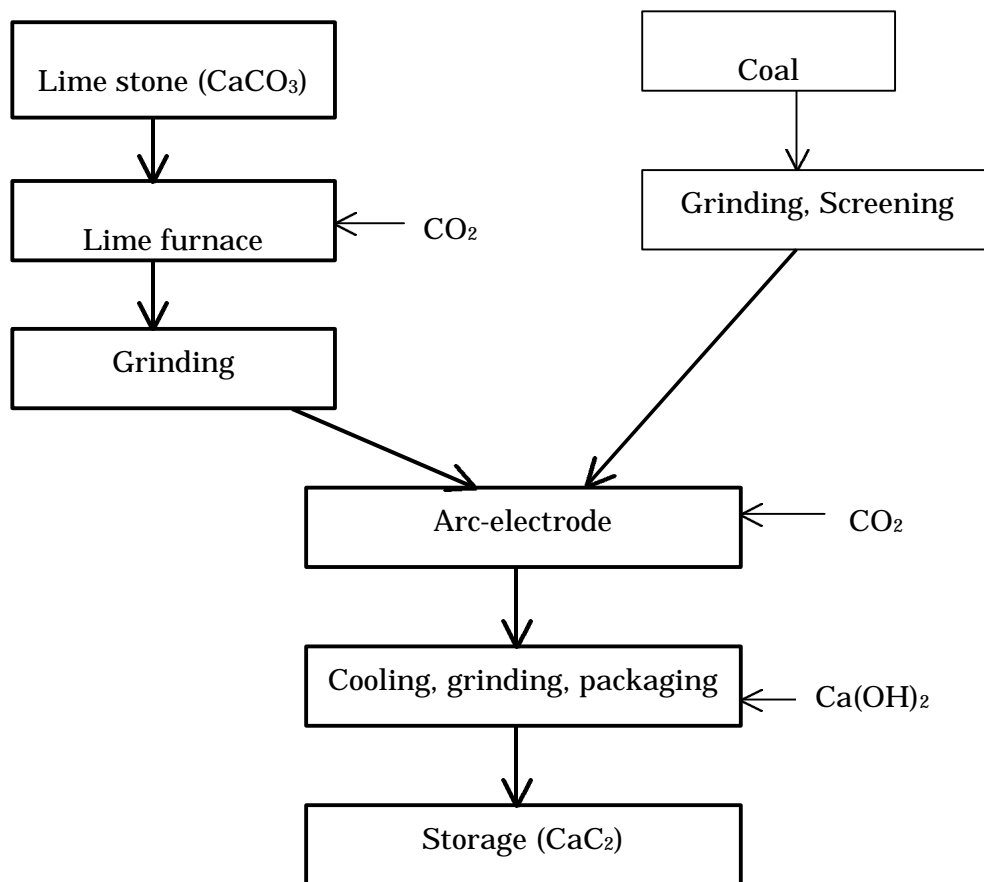 Lime stone (CaCO₃)
Coal
Lime furnace
CO₂
Grinding, Screening
Grinding
Arc-electrode
CO₂
Cooling, grinding, packaging
Ca(OH)₂
Storage (CaC₂)